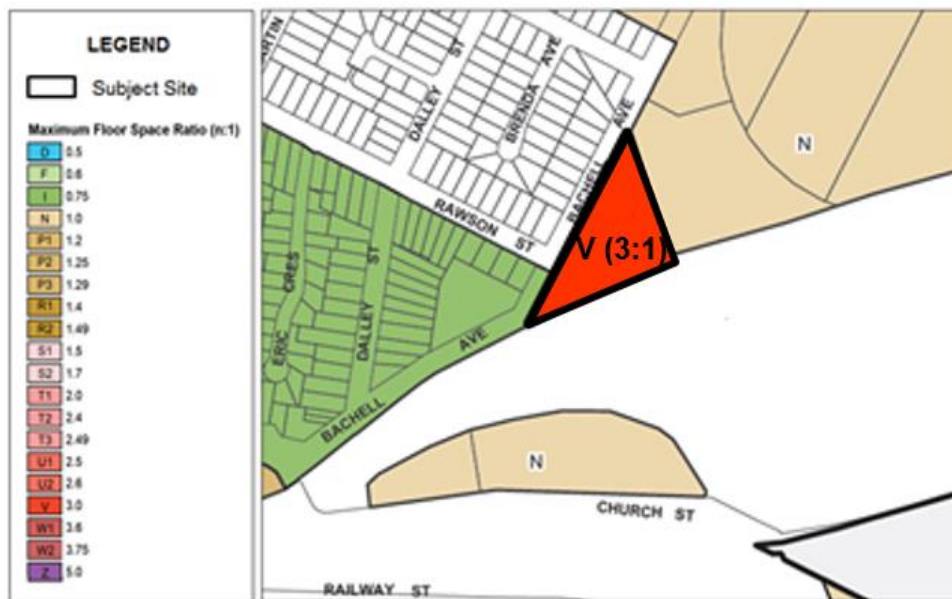 LEGEND
Subject Site
Maximum Floor Space Ratio (n:1)
D 0.5
F 0.6
I 0.75
N 1.0
P1 1.2
P2 1.25
P3 1.29
R1 1.4
R2 1.49
S1 1.5
S2 1.7
T1 2.0
T2 2.4
T3 2.49
U1 2.5
U2 2.6
V 3.0
W1 3.6
W2 3.75
Z 5.0
DALLEY ST
BRENDA AVE
BACHELL AVE
RAWSON ST
N
V (3:1)
ERIC CRES
DALLEY ST
BACHELL AVE
N
CHURCH ST
RAILWAY ST